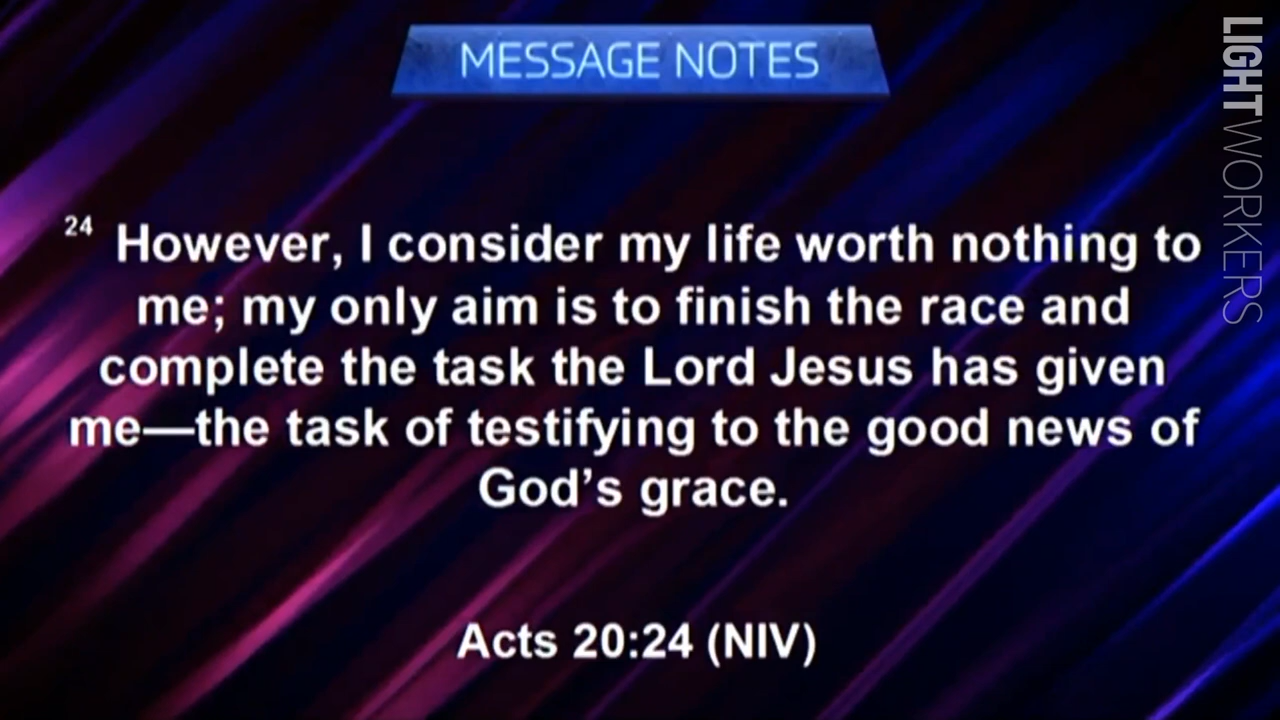 MESSAGE NOTES
LIGHTWORKERS
24 However, I consider my life worth nothing to
me; my only aim is to finish the race and
complete the task the Lord Jesus has given
me—the task of testifying to the good news of
God’s grace.
Acts 20:24 (NIV)